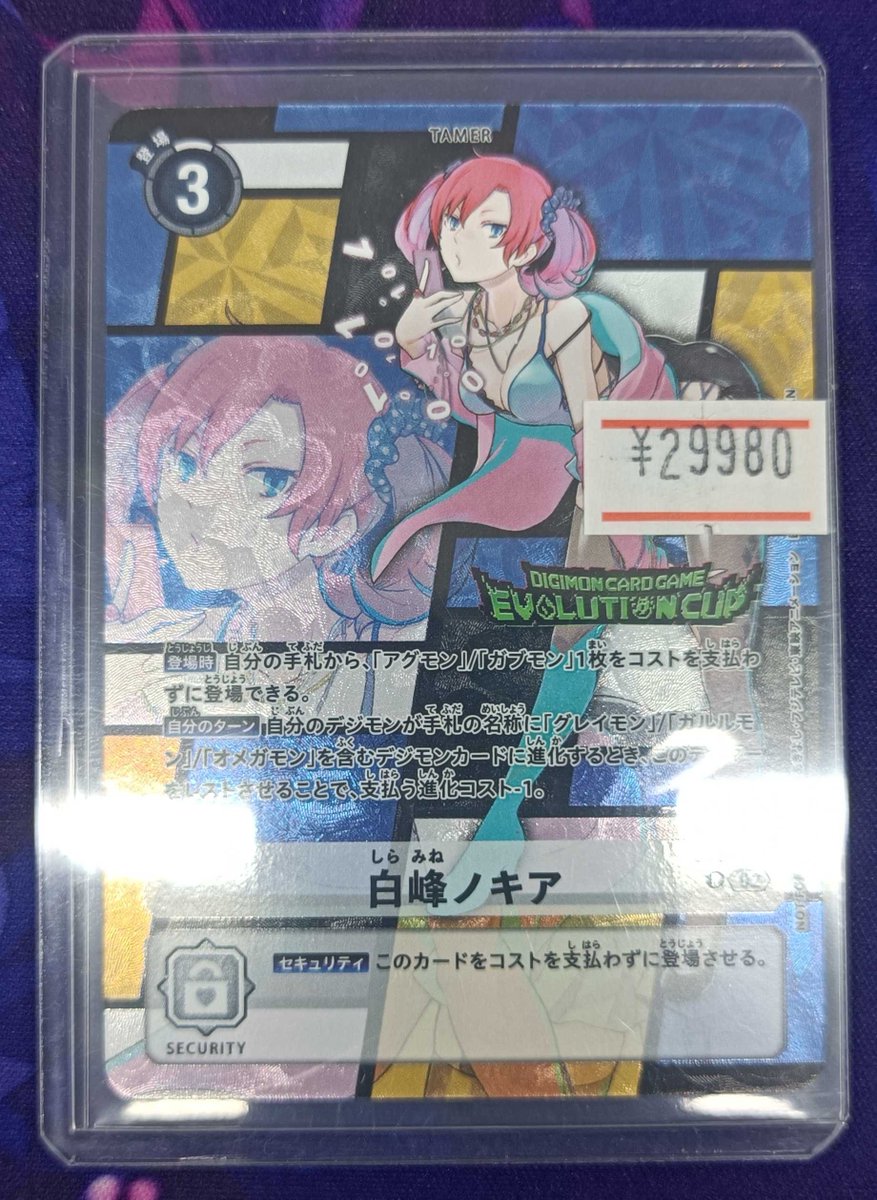 TAMER
登場
3
¥29980
DIGIMON CARD GAME
EVOLUTION CUP
登場時 自分の手札から、「アグモン」/「ガブモン」1枚をコストを支払わ
ずに登場できる。
自分のターン 自分のデジモンが手札の名称に「グレイモン」/「ガルルモ
ン」/「オメガモン」を含むデジモンカードに進化するとき、このテ
をレストさせることで、支払う進化コスト-1。
しら みね
白峰ノキア
セキュリティ このカードをコストを支払わずに登場させる。
SECURITY